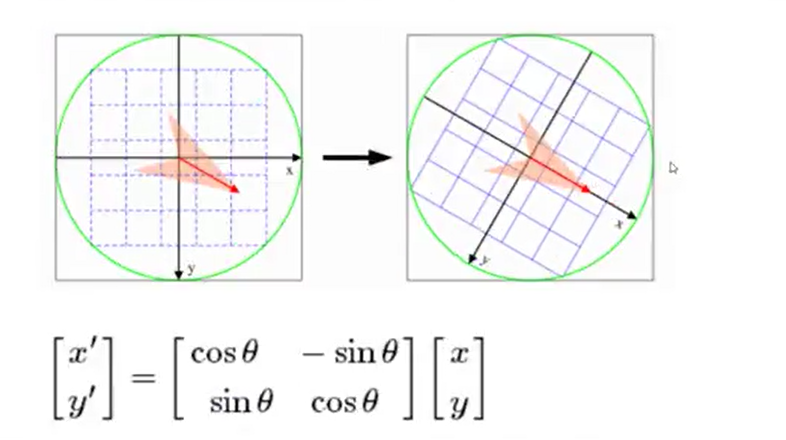 x
y
x
y
[x′ y′] = [cos θ − sin θ sin θ cos θ] [x y]